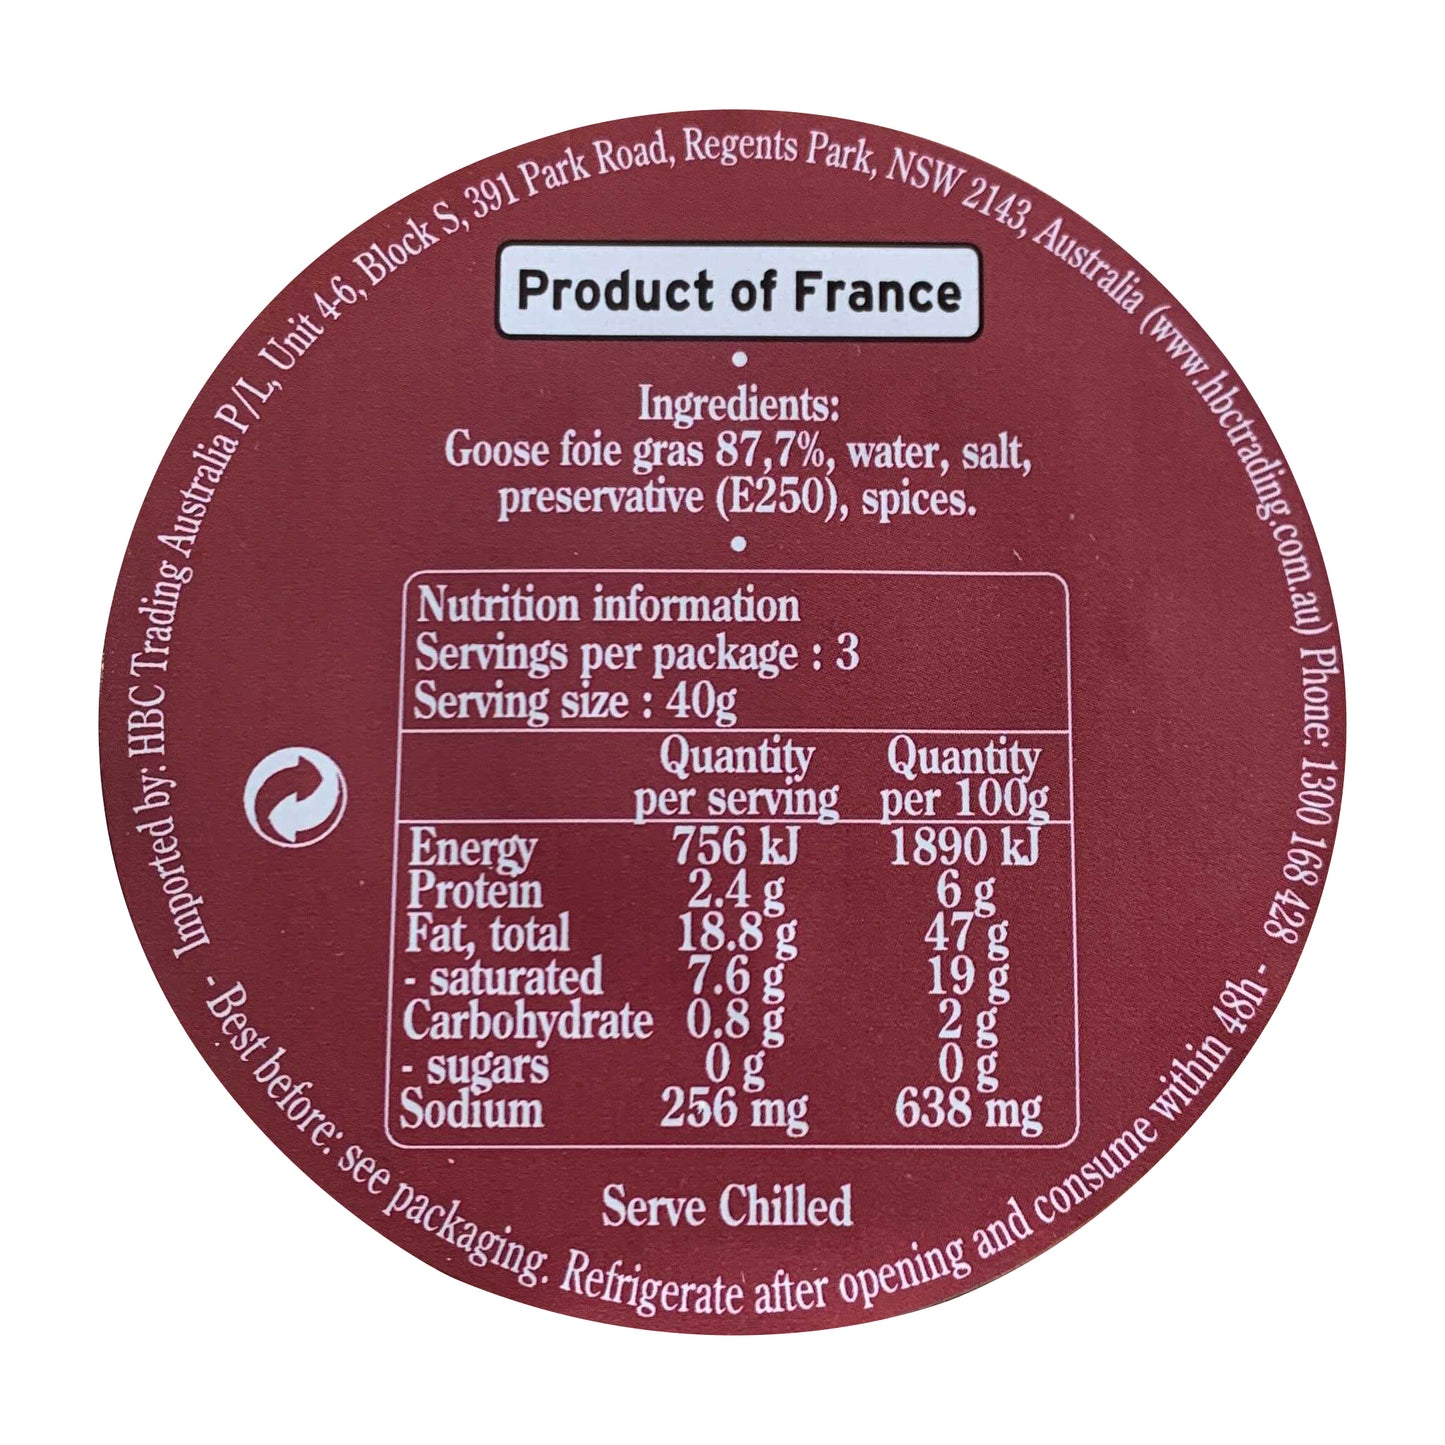 Imported by: HBC Trading Australia P/L, Unit 4-6, Block S, 391 Park Road, Regents Park, NSW 2143, Australia (www.hbctrading.com.au) Phone: 1300 168 428
Product of France
Ingredients:
Goose foie gras 87,7%, water, salt,
preservative (E250), spices.
Nutrition information
Servings per package : 3
Serving size : 40g
Quantity per serving Quantity per 100g
Energy 756 kJ 1890 kJ
Protein 2.4 g 6 g
Fat, total 18.8 g 47 g
- saturated 7.6 g 19 g
Carbohydrate 0.8 g 2 g
- sugars 0 g 0 g
Sodium 256 mg 638 mg
Serve Chilled
- Best before: see packaging. Refrigerate after opening and consume within 48h -